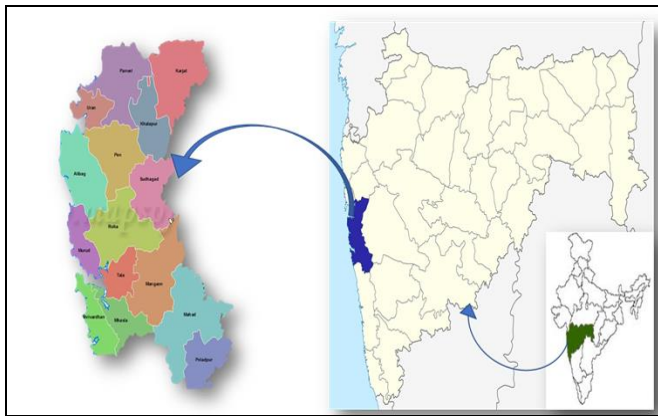 Panvel
Karjat
Uran
Khalapur
Pen
Alibag
Sudhagad
Roha
Murud
Tala
Mangaon
Shrivardhan
Mhasla
Mahad
Poladpur